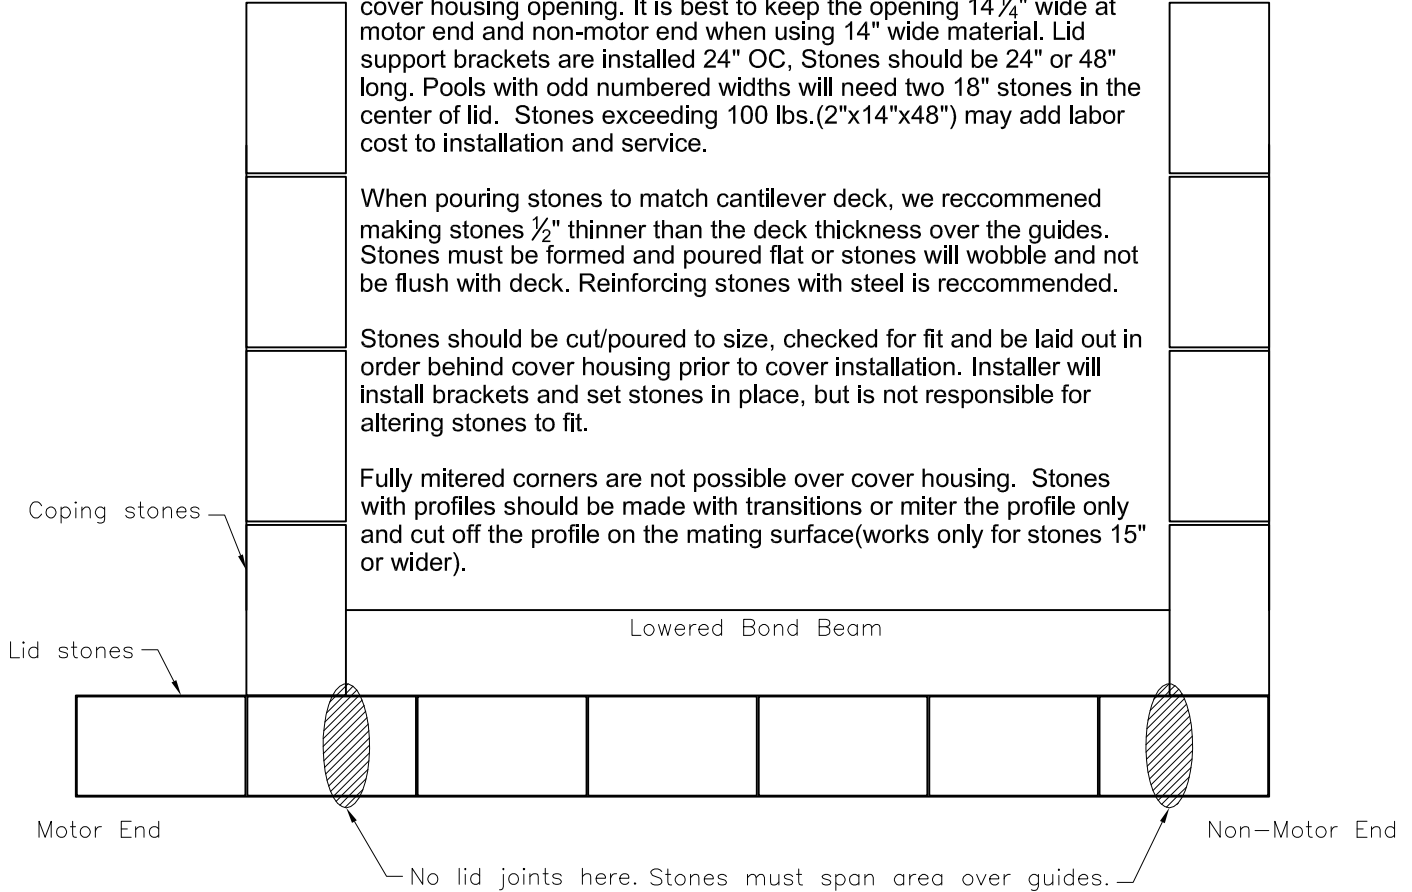 cover housing opening. It is best to keep the opening 14 1/4" wide at
motor end and non-motor end when using 14" wide material. Lid
support brackets are installed 24" OC, Stones should be 24" or 48"
long. Pools with odd numbered widths will need two 18" stones in the
center of lid.  Stones exceeding 100 lbs.(2"x14"x48") may add labor
cost to installation and service.
When pouring stones to match cantilever deck, we reccommened
making stones 1/2" thinner than the deck thickness over the guides.
Stones must be formed and poured flat or stones will wobble and not
be flush with deck. Reinforcing stones with steel is reccommended.
Stones should be cut/poured to size, checked for fit and be laid out in
order behind cover housing prior to cover installation. Installer will
install brackets and set stones in place, but is not responsible for
altering stones to fit.
Fully mitered corners are not possible over cover housing.  Stones
with profiles should be made with transitions or miter the profile only
and cut off the profile on the mating surface(works only for stones 15"
or wider).
Coping stones
Lowered Bond Beam
Lid stones
Motor End
Non-Motor End
No lid joints here. Stones must span area over guides.